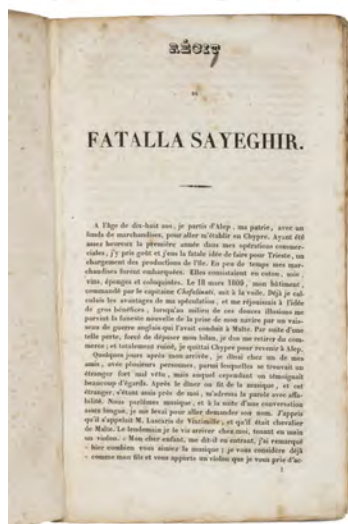 RÉCIT
DE
FATALLA SAYEGHIR.
A l'âge de dix-huit ans, je partis d'Alep, ma patrie, avec un
fonds de marchandises, pour aller m'établir en Chypre. Ayant été
assez heureux la première année dans mes opérations commer-
ciales, j'y pris goût et j'eus la fatale idée de faire pour Trieste, un
chargement des productions de l'île. En peu de temps mes mar-
chandises furent embarquées. Elles consistaient en coton, soie,
vins, éponges et coloquintes. Le 18 mars 1809, mon bâtiment,
commandé par le capitaine Chefalinati, mit à la voile. Déjà je cal-
culais les avantages de ma spéculation, et me réjouissais à l'idée
de gros bénéfices, lorsqu'au milieu de ces douces illusions me
parvint la funeste nouvelle de la prise de mon navire par un vais-
seau de guerre anglais qui l'avait conduit à Malte. Par suite d'une
telle perte, forcé de déposer mon bilan, je dus me retirer du com-
merce; et totalement ruiné, je quittai Chypre pour revenir à Alep.
Quelques jours après mon arrivée, je dînai chez un de mes
amis, avec plusieurs personnes, parmi lesquelles se trouvait un
étranger fort mal vêtu, mais auquel cependant on témoignait
beaucoup d'égards. Après le dîner on fit de la musique, et cet
étranger, s'étant assis près de moi, m'adressa la parole avec affa-
bilité. Nous parlâmes musique, et à la suite d'une conversation
assez longue, je me levai pour aller demander son nom. J'appris
qu'il s'appelait M. Lascaris de Vintimille, et qu'il était chevalier
de Malte. Le lendemain je le vis arriver chez moi, tenant en main
un violon. « Mon cher enfant, me dit-il en entrant, j'ai remarqué
« hier combien vous aimiez la musique; je vous considère déjà
« comme mon fils et vous apporte un violon que je vous prie d'ac-
1